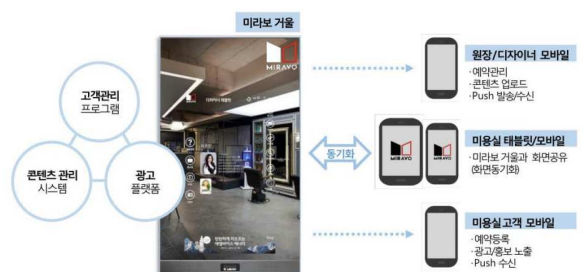 미라보 거울
MIRAVO
고객관리
프로그램
콘텐츠 관리
시스템
광고
플랫폼
동기화
원장/디자이너 모바일
·예약관리
·콘텐츠 업로드
·Push 발송/수신
미용실 태블릿/모바일
MIRAVO
MIRAVO
·미라보 거울과 화면공유
(화면동기화)
미용실고객 모바일
·예약등록
·광고/홍보 노출
·Push 수신